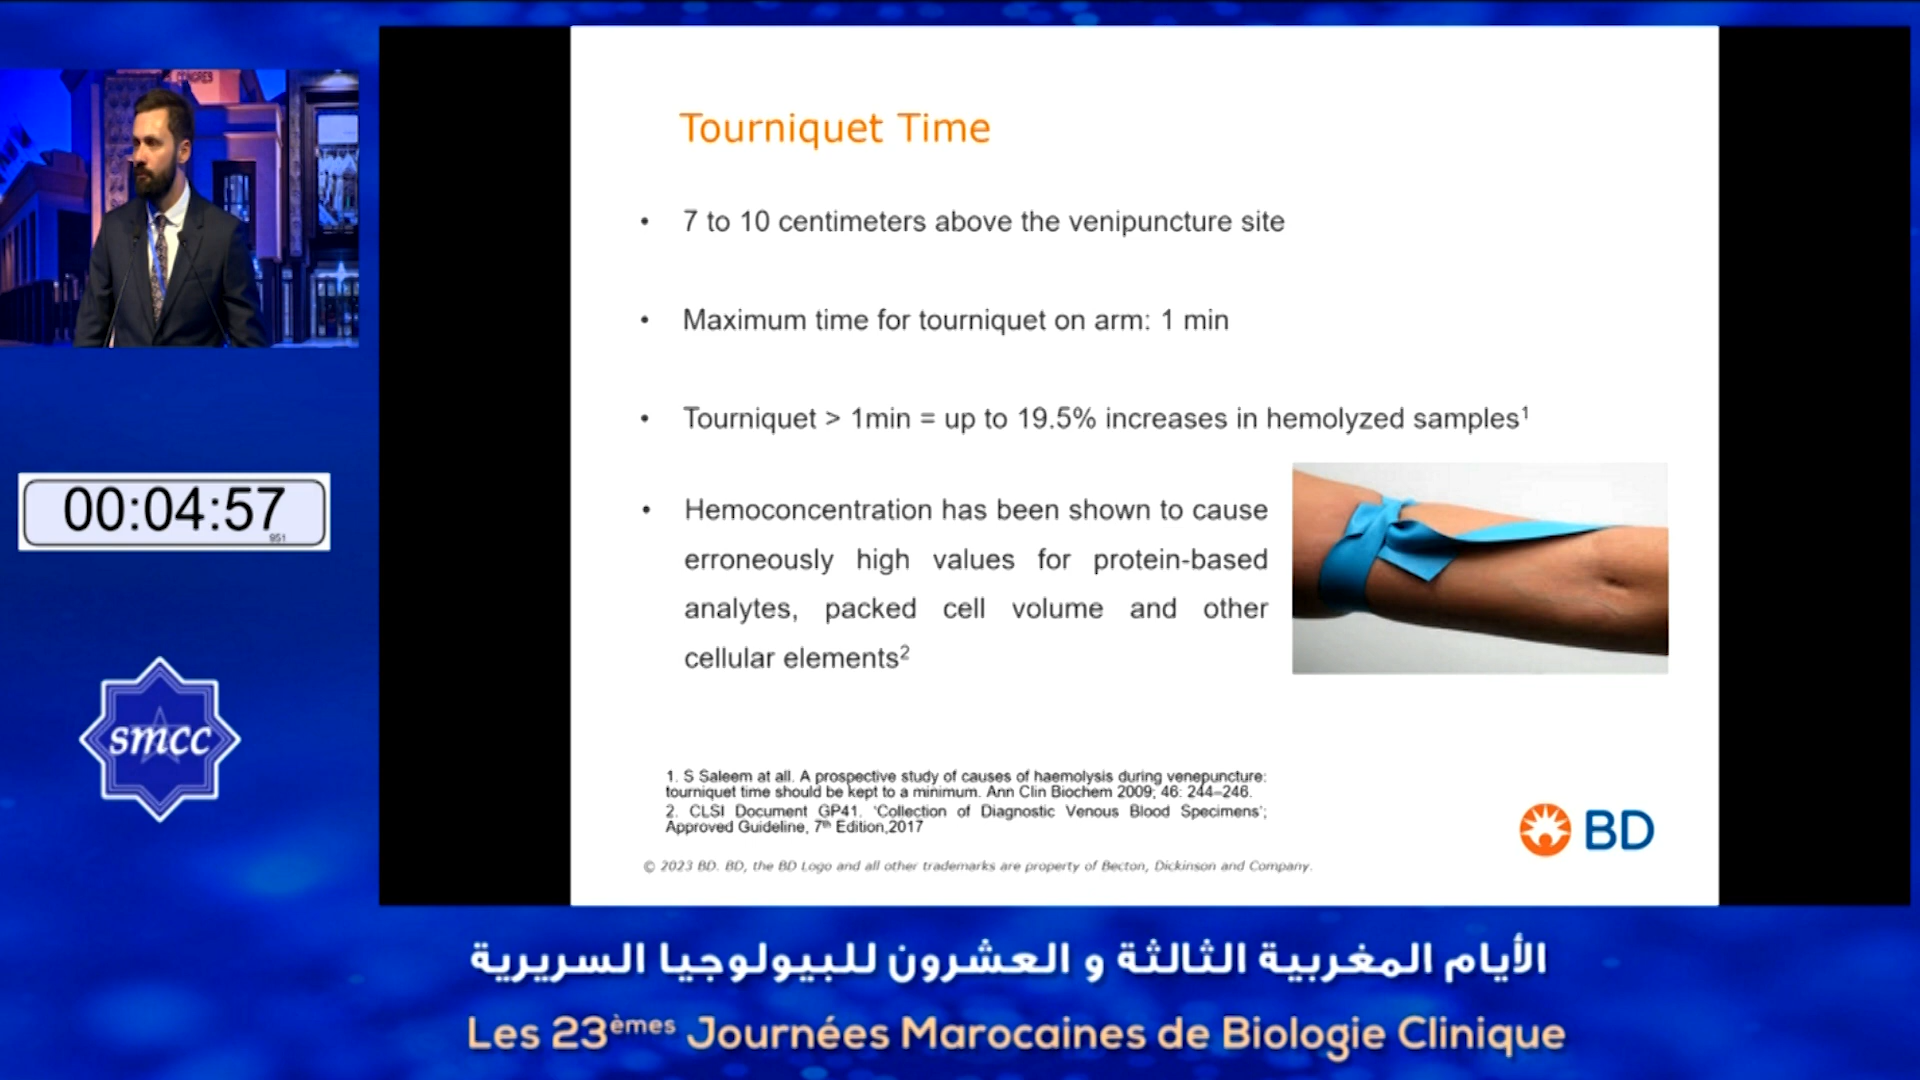 CONGRES
Tourniquet Time
• 7 to 10 centimeters above the venipuncture site
• Maximum time for tourniquet on arm: 1 min
• Tourniquet > 1min = up to 19.5% increases in hemolyzed samples¹
• Hemoconcentration has been shown to cause
erroneously high values for protein-based
analytes, packed cell volume and other
cellular elements²
00:04:57
951
smcc
1. S Saleem at all. A prospective study of causes of haemolysis during venepuncture:
tourniquet time should be kept to a minimum. Ann Clin Biochem 2009; 46: 244–246.
2. CLSI Document GP41. ‘Collection of Diagnostic Venous Blood Specimens’;
Approved Guideline, 7th Edition,2017
BD
© 2023 BD. BD, the BD Logo and all other trademarks are property of Becton, Dickinson and Company.
الأيام المغربية الثالثة و العشرون للبيولوجيا السريرية
Les 23èmes Journées Marocaines de Biologie Clinique